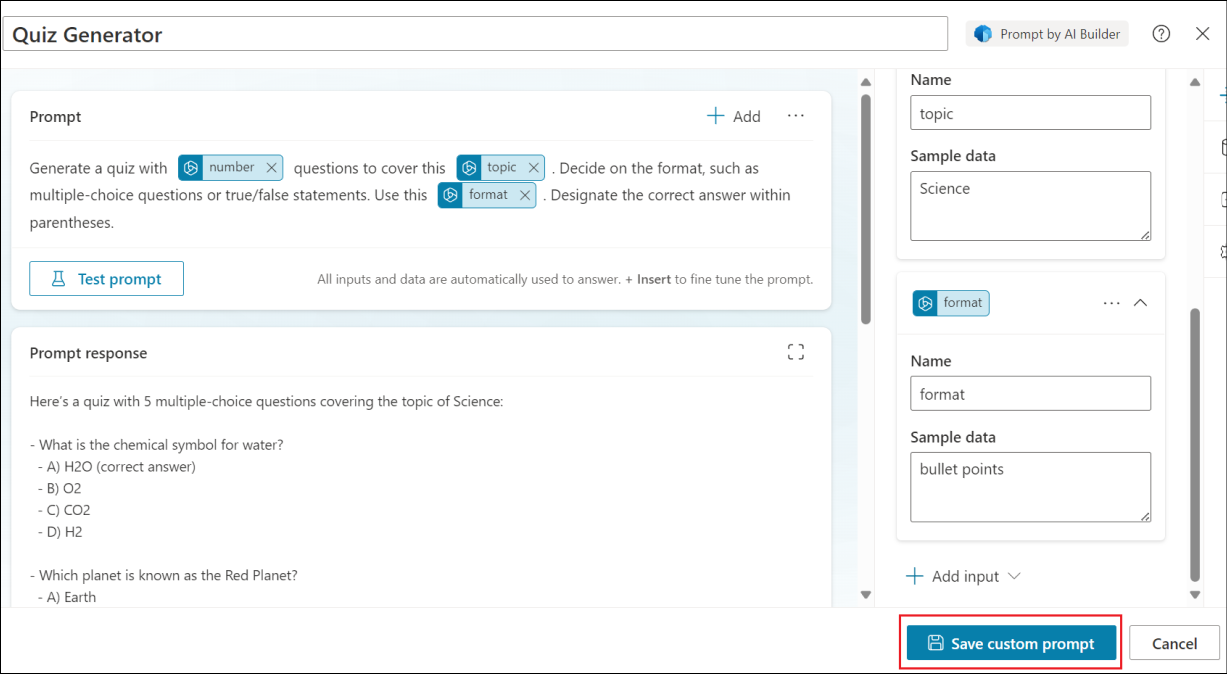 Quiz Generator
Prompt by AI Builder
Prompt
Add
Generate a quiz with number questions to cover this topic . Decide on the format, such as
multiple-choice questions or true/false statements. Use this format . Designate the correct answer within
parentheses.
Test prompt
All inputs and data are automatically used to answer. + Insert to fine tune the prompt.
Prompt response
Here's a quiz with 5 multiple-choice questions covering the topic of Science:
- What is the chemical symbol for water?
- A) H2O (correct answer)
- B) O2
- C) CO2
- D) H2
- Which planet is known as the Red Planet?
- A) Earth
Name
topic
Sample data
Science
format
Name
format
Sample data
bullet points
Add input
Save custom prompt
Cancel